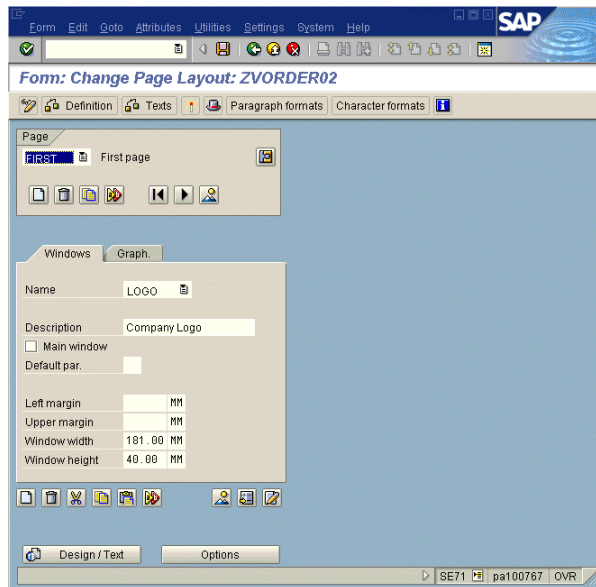 Form Edit Goto Attributes Utilities Settings System Help
SAP
Form: Change Page Layout: ZVORDER02
Definition Texts Paragraph formats Character formats
Page
FIRST First page
Windows Graph.
Name LOGO
Description Company Logo
Main window
Default par.
Left margin MM
Upper margin MM
Window width 181.00 MM
Window height 40.00 MM
Design / Text Options
SE71 pa100767 OVR